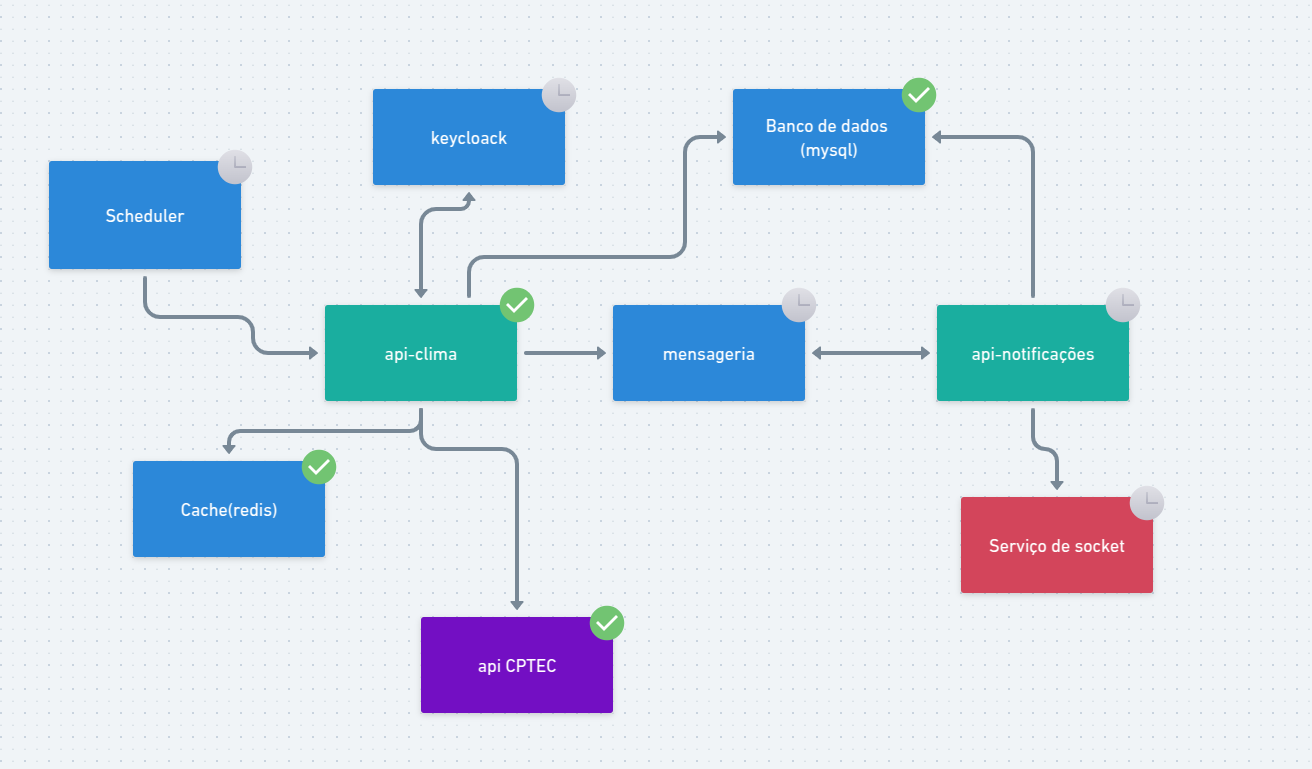 keycloack
Banco de dados
(mysql)
Scheduler
api-clima
mensageria
api-notificações
Cache(redis)
Serviço de socket
api CPTEC